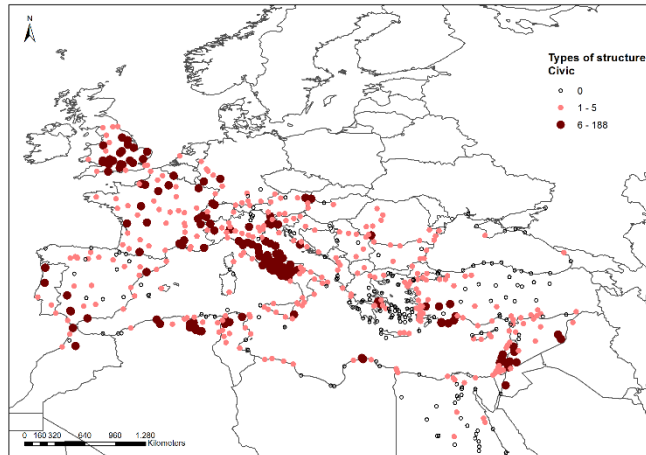 N
Types of structure
Civic
0
1 - 5
6 - 188
0 160 320 640 960 1.280
Kilometers